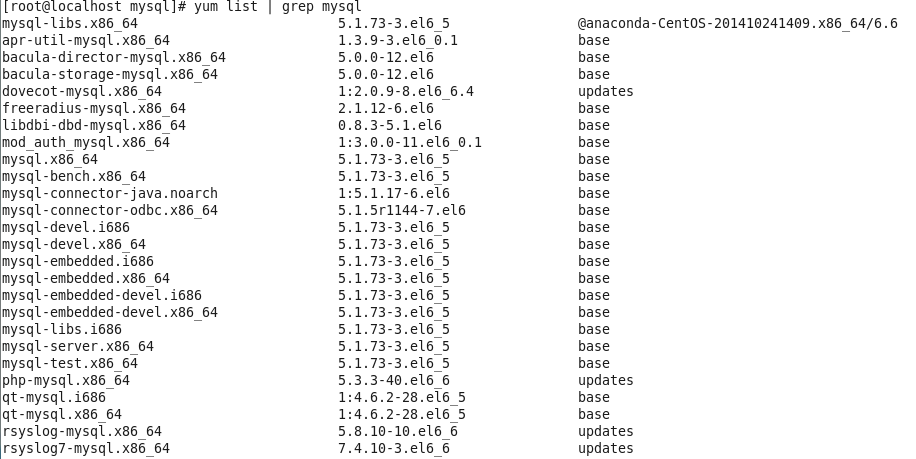 [root@localhost mysql]# yum list | grep mysql
mysql-libs.x86_64 5.1.73-3.el6_5 @anaconda-CentOS-201410241409.x86_64/6.6
apr-util-mysql.x86_64 1.3.9-3.el6_0.1 base
bacula-director-mysql.x86_64 5.0.0-12.el6 base
bacula-storage-mysql.x86_64 5.0.0-12.el6 base
dovecot-mysql.x86_64 1:2.0.9-8.el6_6.4 updates
freeradius-mysql.x86_64 2.1.12-6.el6 base
libdbi-dbd-mysql.x86_64 0.8.3-5.1.el6 base
mod_auth_mysql.x86_64 1:3.0.0-11.el6_0.1 base
mysql.x86_64 5.1.73-3.el6_5 base
mysql-bench.x86_64 5.1.73-3.el6_5 base
mysql-connector-java.noarch 1:5.1.17-6.el6 base
mysql-connector-odbc.x86_64 5.1.5r1144-7.el6 base
mysql-devel.i686 5.1.73-3.el6_5 base
mysql-devel.x86_64 5.1.73-3.el6_5 base
mysql-embedded.i686 5.1.73-3.el6_5 base
mysql-embedded.x86_64 5.1.73-3.el6_5 base
mysql-embedded-devel.i686 5.1.73-3.el6_5 base
mysql-embedded-devel.x86_64 5.1.73-3.el6_5 base
mysql-libs.i686 5.1.73-3.el6_5 base
mysql-server.x86_64 5.1.73-3.el6_5 base
mysql-test.x86_64 5.1.73-3.el6_5 base
php-mysql.x86_64 5.3.3-40.el6_6 updates
qt-mysql.i686 1:4.6.2-28.el6_5 base
qt-mysql.x86_64 1:4.6.2-28.el6_5 base
rsyslog-mysql.x86_64 5.8.10-10.el6_6 updates
rsyslog7-mysql.x86_64 7.4.10-3.el6_6 updates